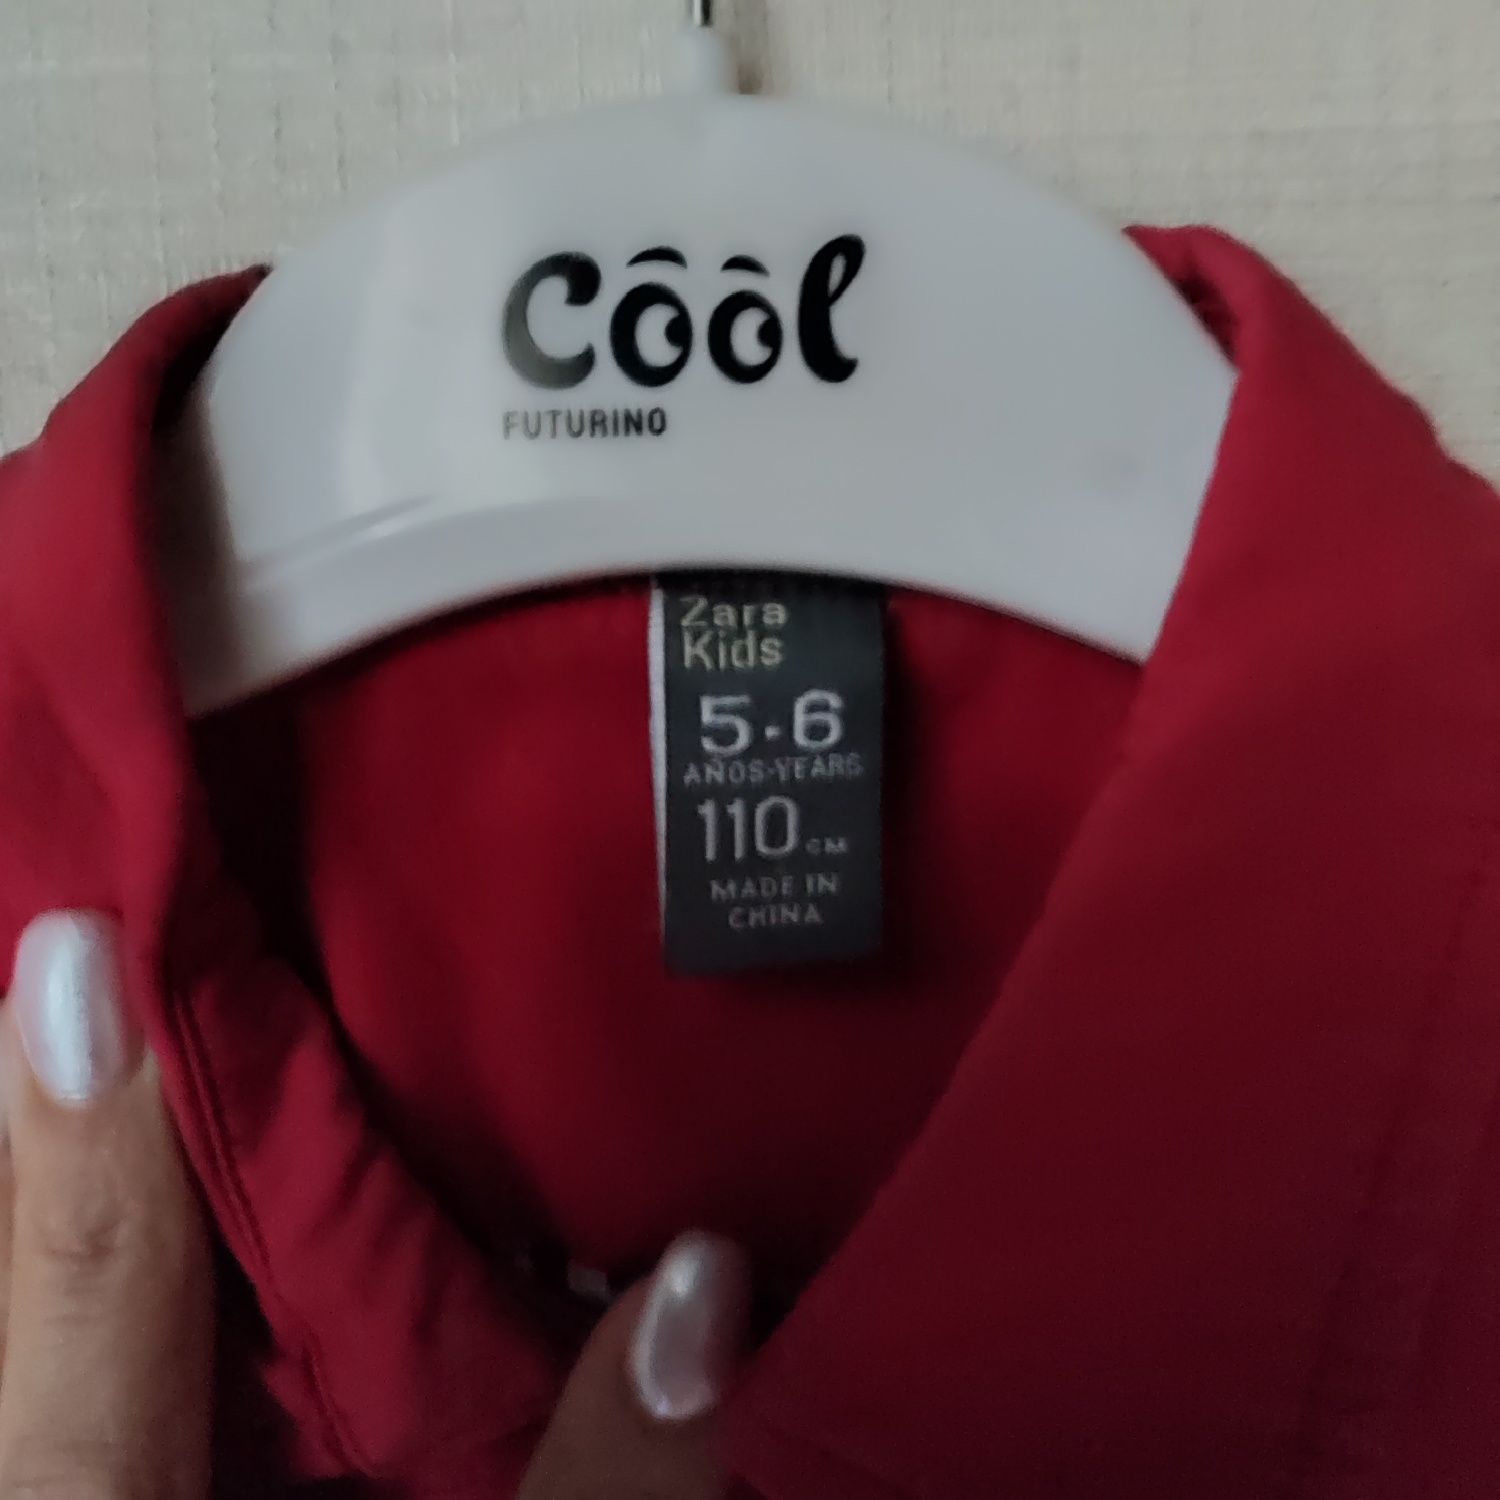 Côôl
FUTURINO
Zara
Kids
5-6
AÑOS-YEARS
110 CM
MADE IN
CHINA